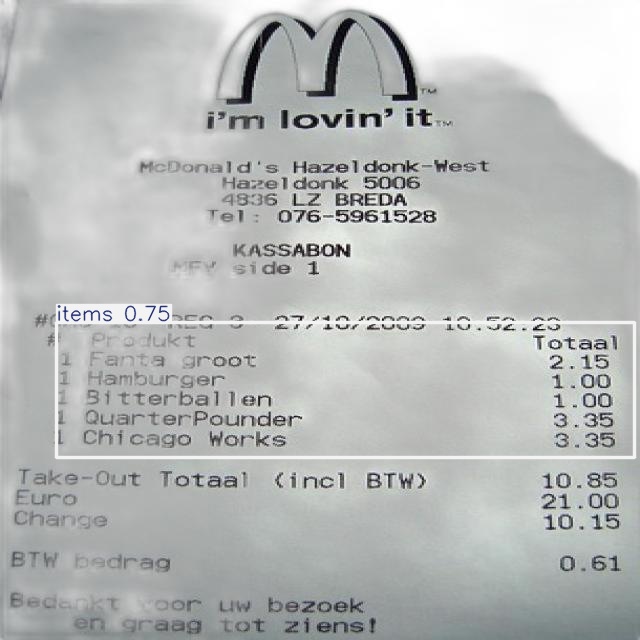 i'm lovin' it™
McDonald's Hazeldonk-West
Hazeldonk 5006
4836 LZ BREDA
Tel: 076-5961528
KASSABON
MFY side 1
items 0.75
REG 3 27/10/2009 10.52.23
# Produkt Totaal
1 Fanta groot 2.15
1 Hamburger 1.00
1 Bitterballen 1.00
1 QuarterPounder 3.35
1 Chicago Works 3.35
Take-Out Totaal (incl BTW) 10.85
Euro 21.00
Change 10.15
BTW bedrag 0.61
Bedankt voor uw bezoek
en graag tot ziens!